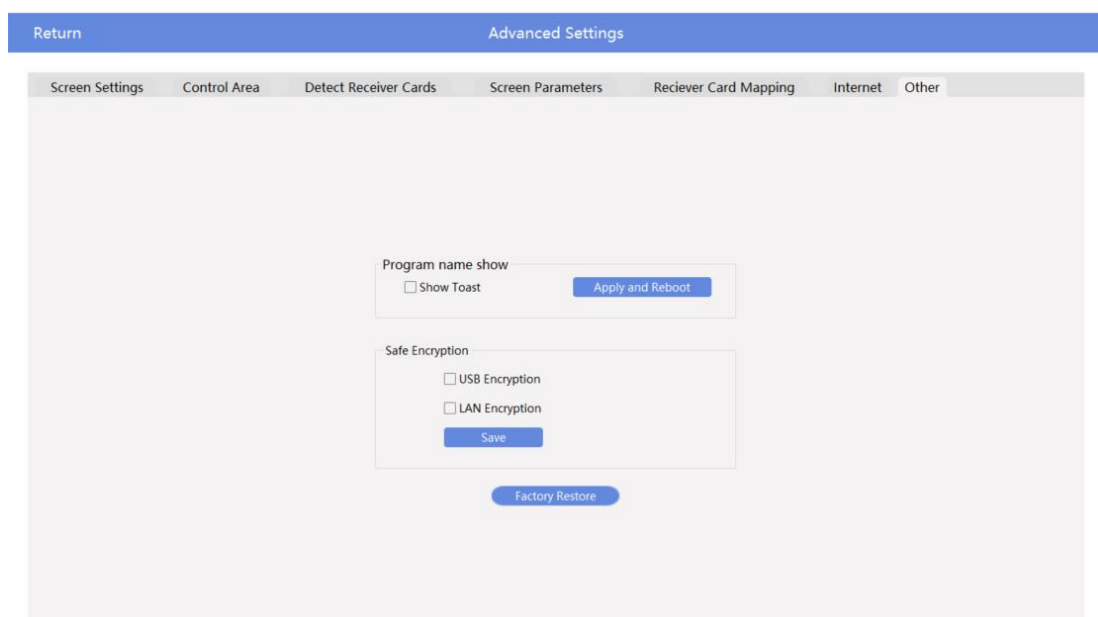 Return Advanced Settings
Screen Settings Control Area Detect Receiver Cards Screen Parameters Reciever Card Mapping Internet Other
Program name show
Show Toast Apply and Reboot
Safe Encryption
USB Encryption
LAN Encryption
Save
Factory Restore